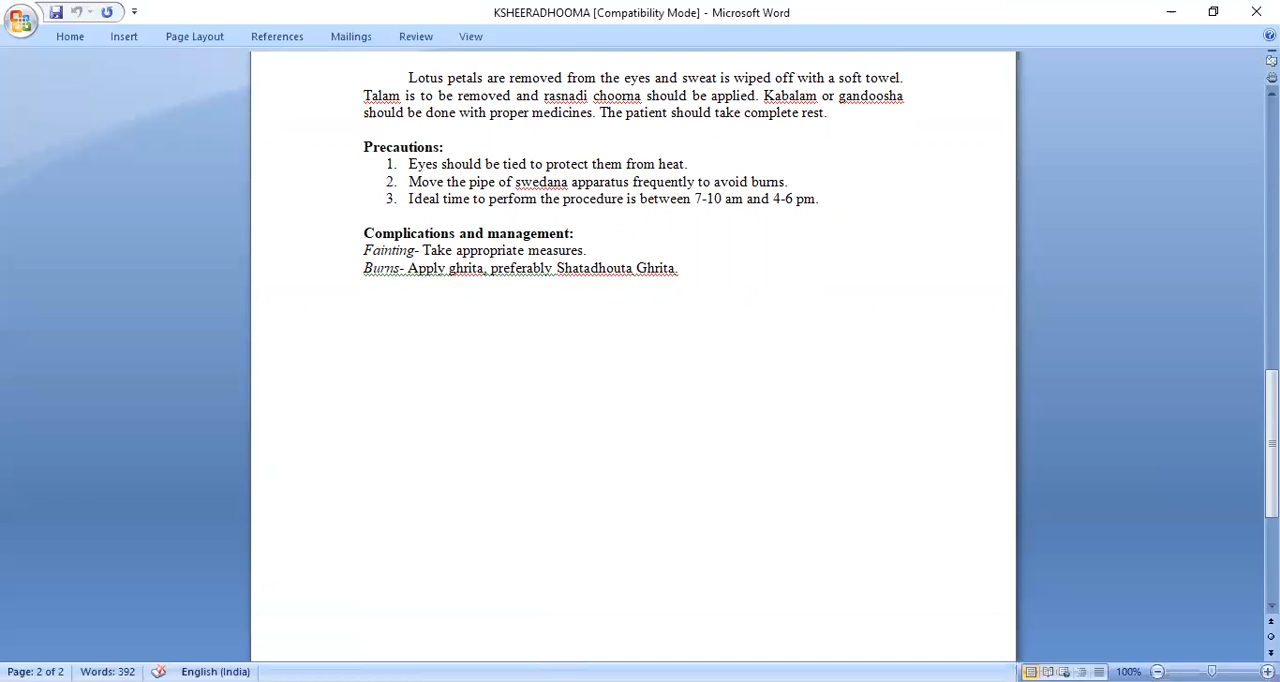 KSHEERADHOOMA [Compatibility Mode] - Microsoft Word
Home Insert Page Layout References Mailings Review View
Lotus petals are removed from the eyes and sweat is wiped off with a soft towel.
Talam is to be removed and rasnadi choorna should be applied. Kabalam or gandoosha
should be done with proper medicines. The patient should take complete rest.
Precautions:
1. Eyes should be tied to protect them from heat.
2. Move the pipe of swedana apparatus frequently to avoid burns.
3. Ideal time to perform the procedure is between 7-10 am and 4-6 pm.
Complications and management:
Fainting- Take appropriate measures.
Burns- Apply ghrita, preferably Shatadhouta Ghrita.
Page: 2 of 2 Words: 392 English (India) 100%